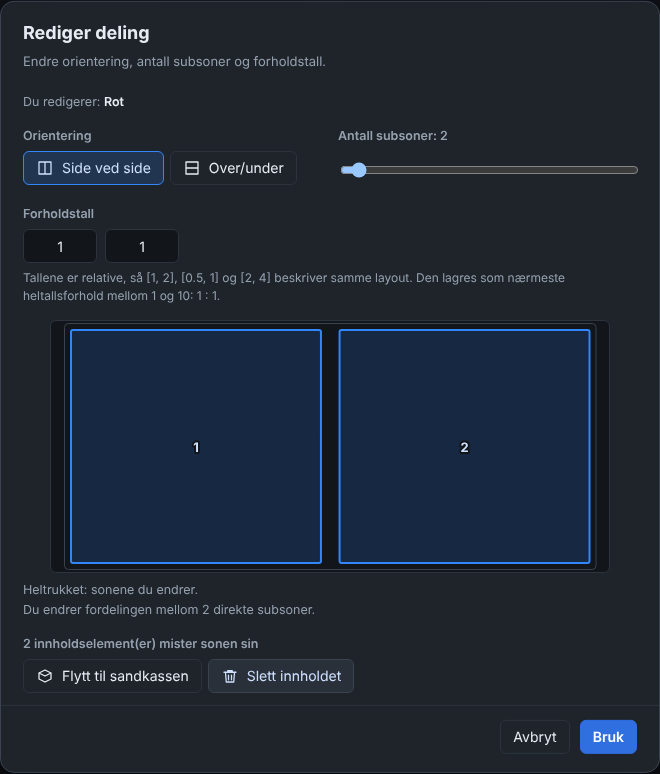 Rediger deling
Endre orientering, antall subsoner og forholdstall.
Du redigerer: Rot
Orientering
Antall subsoner: 2
Side ved side
Over/under
Forholdstall
1
1
Tallene er relative, så [1, 2], [0.5, 1] og [2, 4] beskriver samme layout. Den lagres som nærmeste
heltallsforhold mellom 1 og 10: 1 : 1.
1
2
Heltrukket: sonene du endrer.
Du endrer fordelingen mellom 2 direkte subsoner.
2 innholdselement(er) mister sonen sin
Flytt til sandkassen
Slett innholdet
Avbryt
Bruk